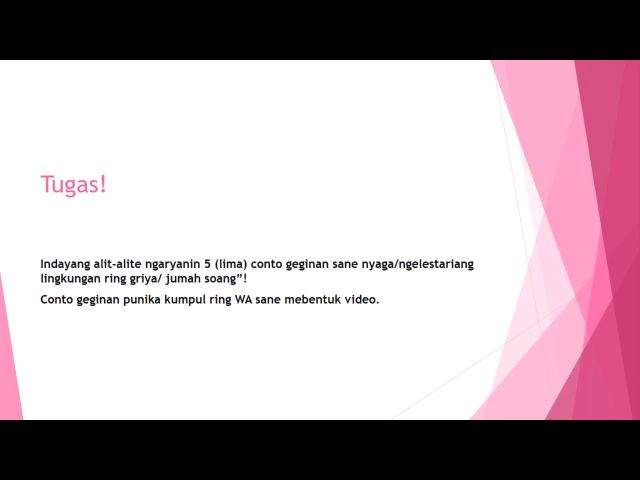 Tugas!
Indayang alit-alite ngaryanin 5 (lima) conto geginan sane nyaga/ngelestariang
lingkungan ring griya/ jumah soang”!
Conto geginan punika kumpul ring WA sane mebentuk video.